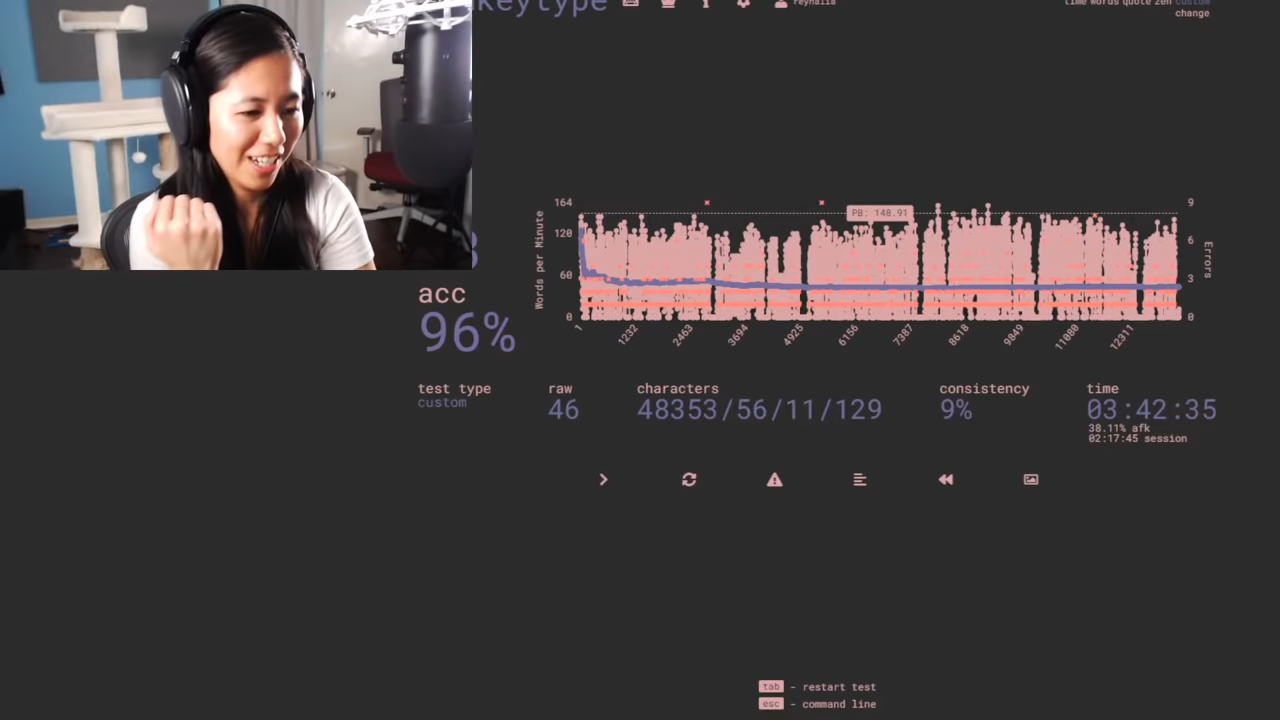 keytype
reynalia
time words quote zen custom
change
164
128
60
0
Words per Minute
PB: 148.91
9
6
3
0
Errors
1
1232
2463
3694
4925
6156
7387
8618
9849
11080
12311
acc
96%
test type
custom
raw
46
characters
48353/56/11/129
consistency
9%
time
03:42:35
38.11% afk
02:17:45 session
tab - restart test
esc - command line